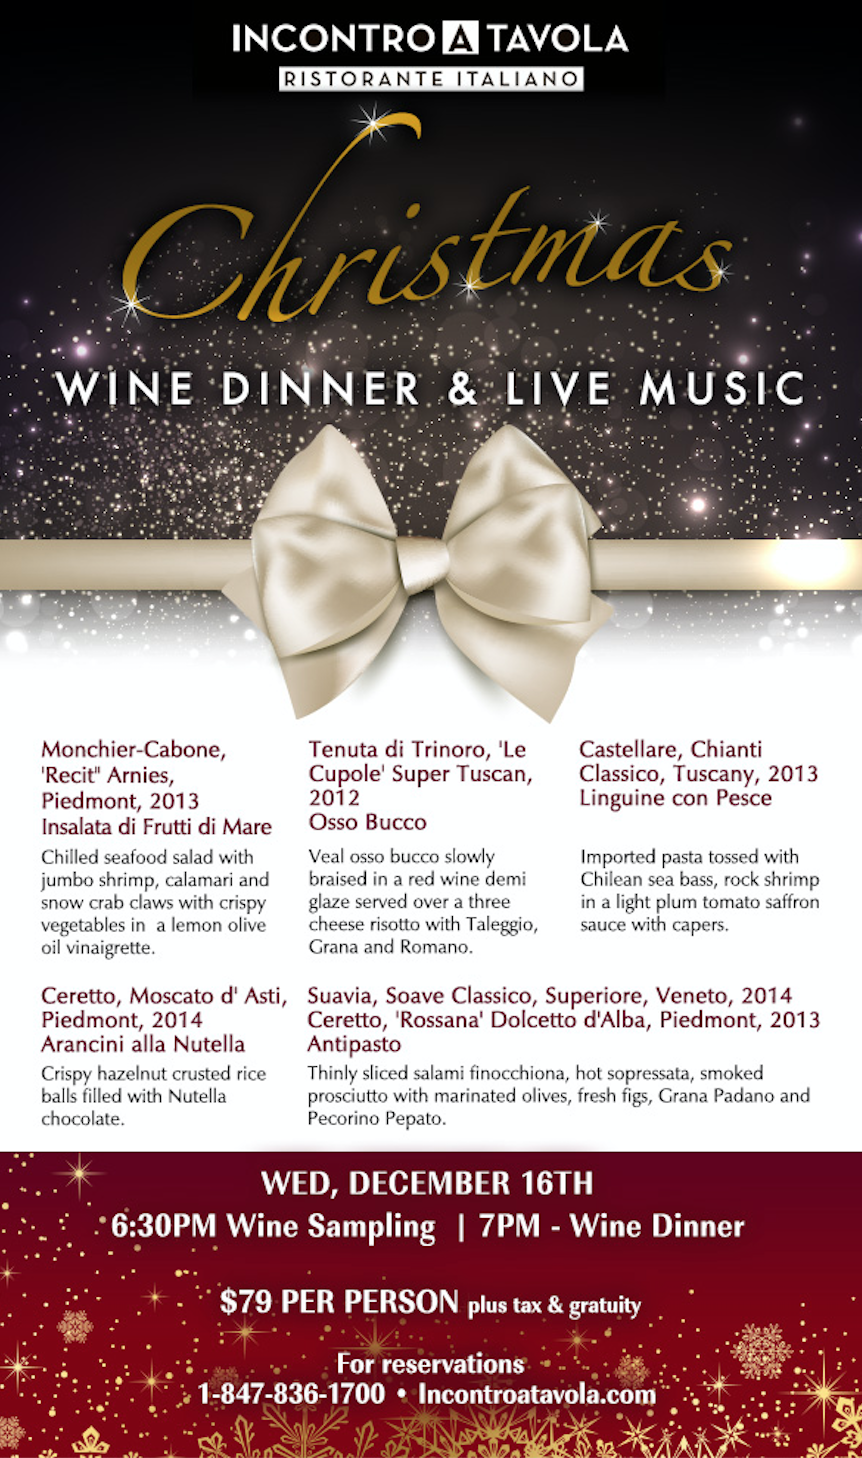 INCONTRO A TAVOLA
RISTORANTE ITALIANO
Christmas
WINE DINNER & LIVE MUSIC
Monchier-Cabone,
'Recit" Arnies,
Piedmont, 2013
Insalata di Frutti di Mare
Chilled seafood salad with
jumbo shrimp, calamari and
snow crab claws with crispy
vegetables in a lemon olive
oil vinaigrette.
Tenuta di Trinoro, 'Le
Cupole' Super Tuscan,
2012
Osso Bucco
Veal osso bucco slowly
braised in a red wine demi
glaze served over a three
cheese risotto with Taleggio,
Grana and Romano.
Castellare, Chianti
Classico, Tuscany, 2013
Linguine con Pesce
Imported pasta tossed with
Chilean sea bass, rock shrimp
in a light plum tomato saffron
sauce with capers.
Ceretto, Moscato d' Asti,
Piedmont, 2014
Arancini alla Nutella
Crispy hazelnut crusted rice
balls filled with Nutella
chocolate.
Suavia, Soave Classico, Superiore, Veneto, 2014
Ceretto, 'Rossana' Dolcetto d'Alba, Piedmont, 2013
Antipasto
Thinly sliced salami finocchiona, hot sopressata, smoked
prosciutto with marinated olives, fresh figs, Grana Padano and
Pecorino Pepato.
WED, DECEMBER 16TH
6:30PM Wine Sampling | 7PM - Wine Dinner
$79 PER PERSON plus tax & gratuity
For reservations
1-847-836-1700 • Incontroatavola.com